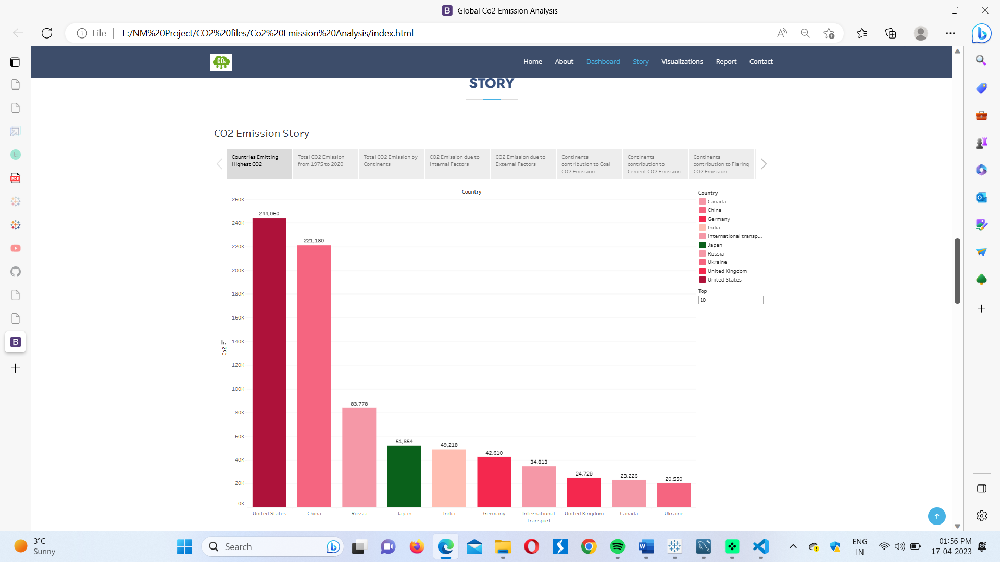 Global Co2 Emission Analysis
File
E:/NM%20Project/CO2%20files/Co2%20Emission%20Analysis/index.html
CO2
Home About Dashboard Story Visualizations Report Contact
STORY
CO2 Emission Story
Countries Emitting
Highest CO2
Total CO2 Emission
from 1975 to 2020
Total CO2 Emission by
Continents
CO2 Emission due to
Internal Factors
CO2 Emission due to
External Factors
Continents
contribution to Coal
CO2 Emission
Continents
contribution to
Cement CO2 Emission
Continents
contribution to Flaring
CO2 Emission
Country
260K
240K
220K
200K
180K
160K
140K
120K
100K
80K
60K
40K
20K
0K
Co2
244,060
221,180
83,778
51,854
49,218
42,610
34,813
24,728
23,226
20,550
United States
China
Russia
Japan
India
Germany
International
transport
United Kingdom
Canada
Ukraine
Country
Canada
China
Germany
India
International transp...
Japan
Russia
Ukraine
United Kingdom
United States
Top
10
3°C
Sunny
Search
ENG
IN
01:56 PM
17-04-2023